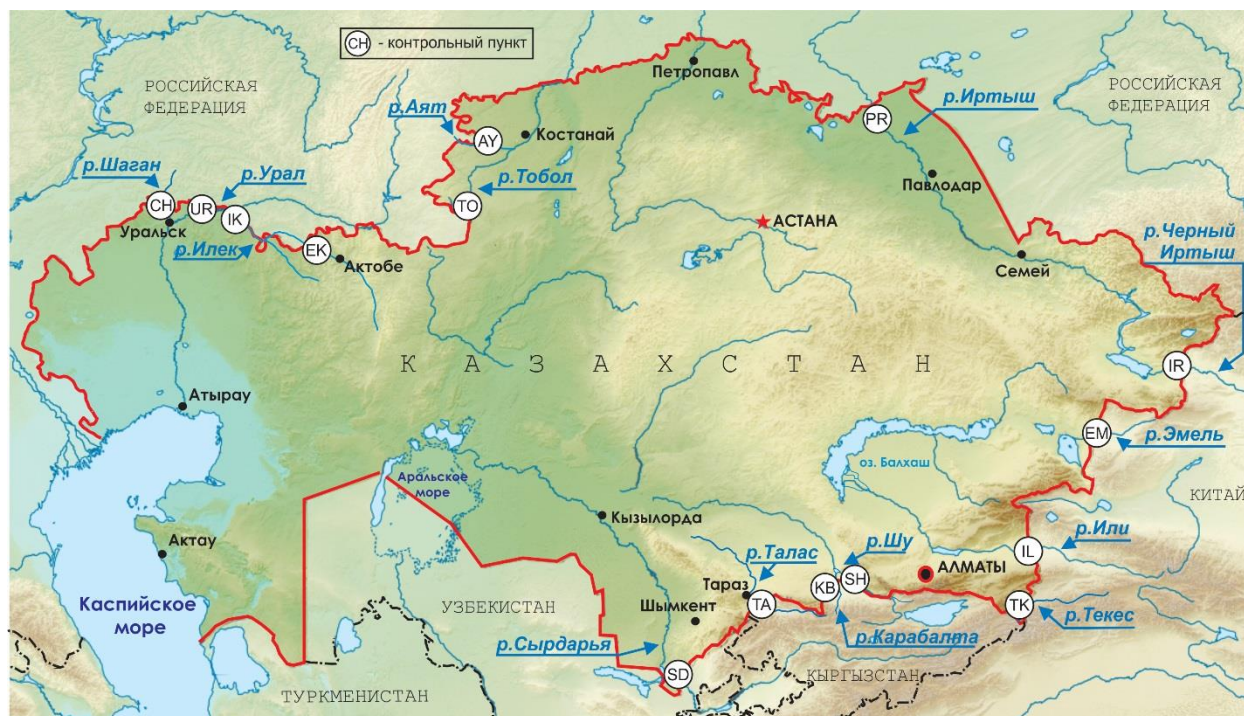 CH - контрольный пункт
РОССИЙСКАЯ
ФЕДЕРАЦИЯ
Петропавл
РОССИЙСКАЯ
ФЕДЕРАЦИЯ
р.Аят
р.Иртыш
PR
AY
Костанай
р.Шаган
р.Тобол
Павлодар
р.Урал
CH
UR
IK
TO
Уральск
АСТАНА
р.Черный
Иртыш
р.Илек
EK
Актобе
Семей
КАЗАХСТАН
IR
Атырау
EM
р.Эмель
Аральское
море
оз. Балхаш
КИТАЙ
Кызылорда
Актау
р.Талас
р.Шу
р.Или
IL
АЛМАТЫ
Каспийское
море
УЗБЕКИСТАН
Тараз
KB
SH
Шымкент
TA
TK
р.Текес
р.Сырдарья
р.Карабалта
SD
ТУРКМЕНИСТАН
КЫРГЫЗСТАН